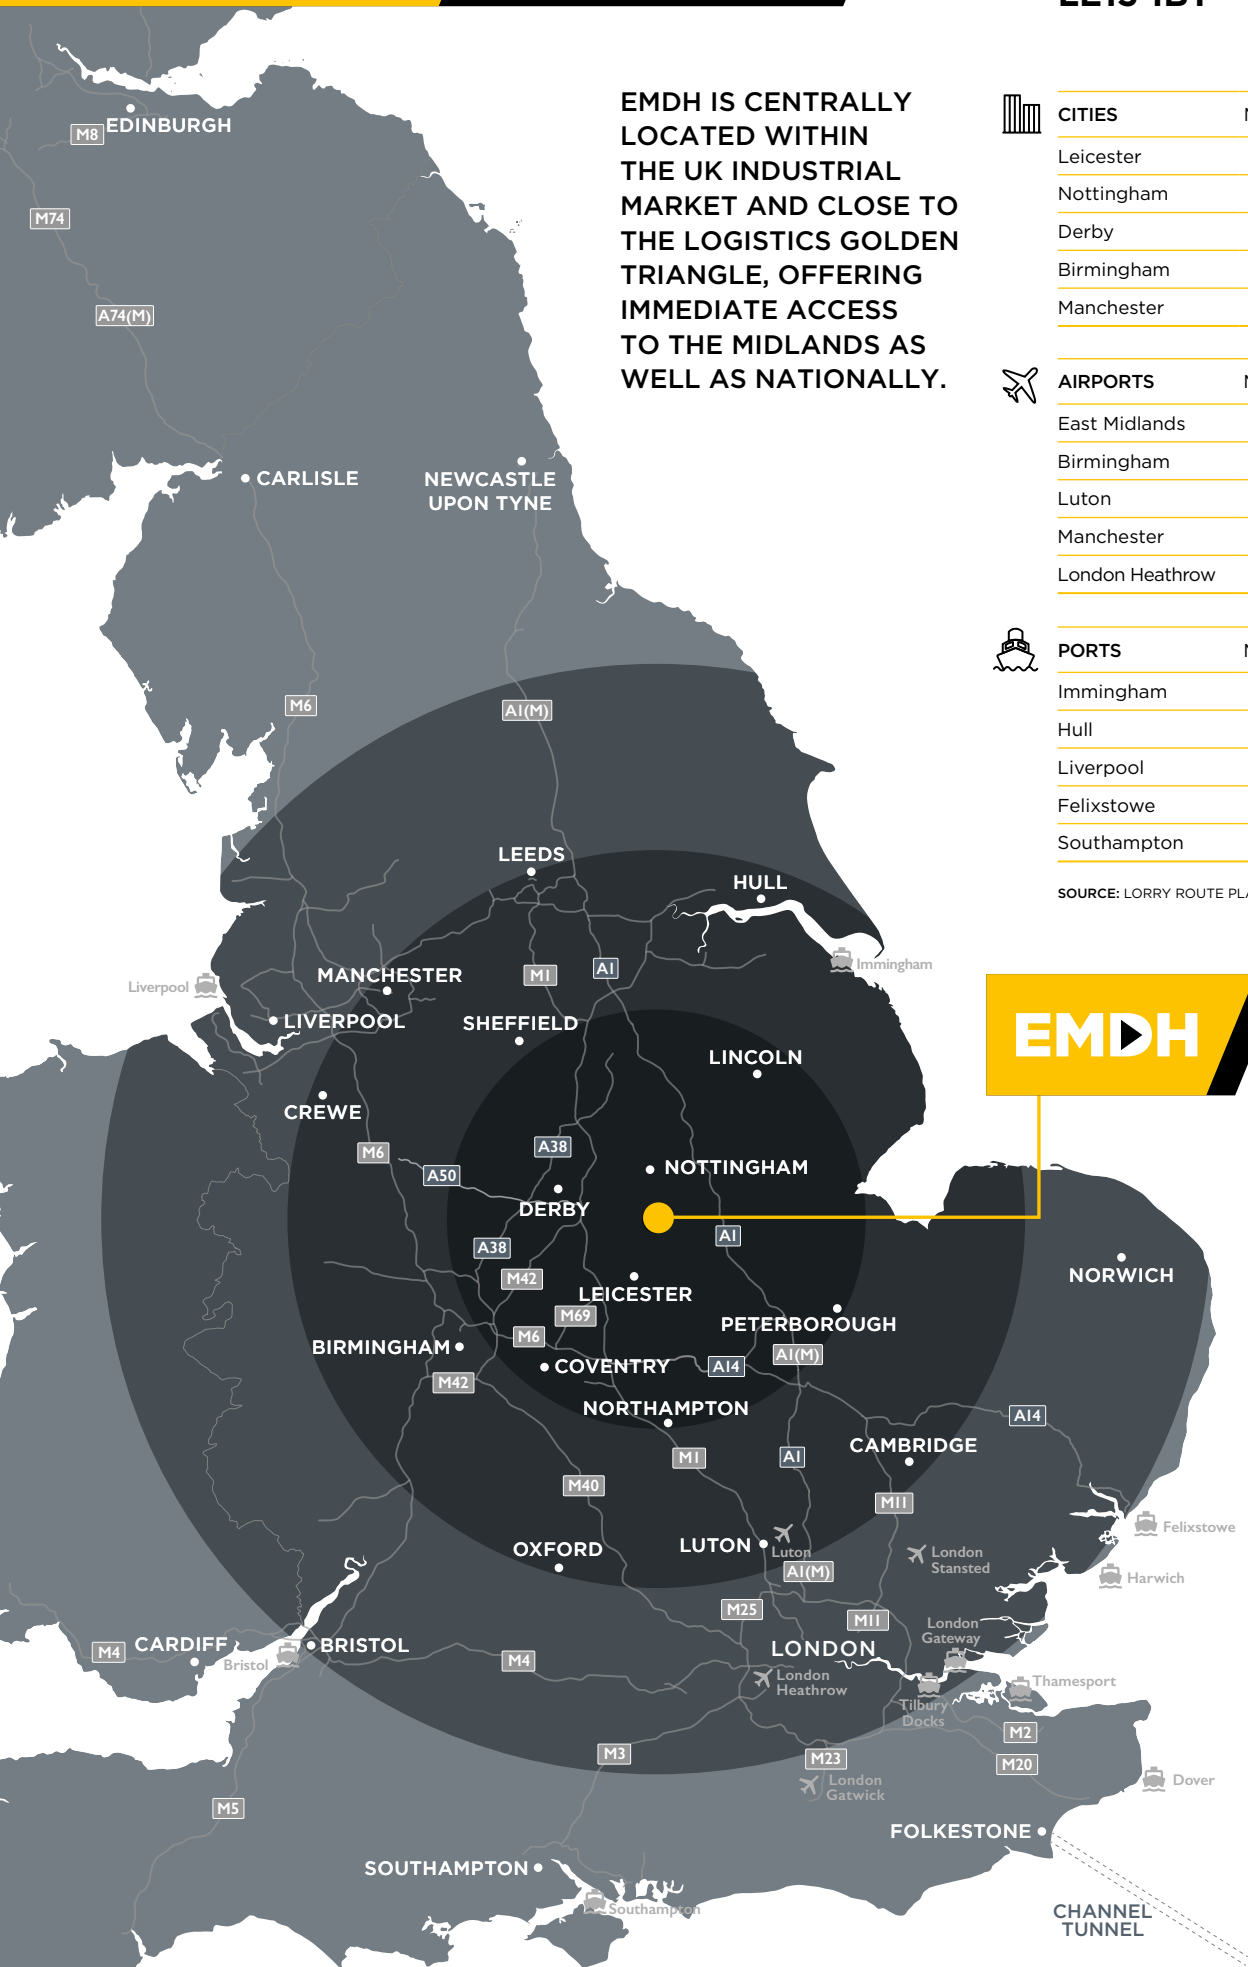 EMDH IS CENTRALLY
LOCATED WITHIN
THE UK INDUSTRIAL
MARKET AND CLOSE TO
THE LOGISTICS GOLDEN
TRIANGLE, OFFERING
IMMEDIATE ACCESS
TO THE MIDLANDS AS
WELL AS NATIONALLY.
CITIES
Leicester
Nottingham
Derby
Birmingham
Manchester
AIRPORTS
East Midlands
Birmingham
Luton
Manchester
London Heathrow
PORTS
Immingham
Hull
Liverpool
Felixstowe
Southampton
SOURCE: LORRY ROUTE
EMDH
EDINBURGH
M8
M74
A74(M)
CARLISLE
NEWCASTLE
UPON TYNE
M6
A1(M)
LEEDS
HULL
Immingham
MANCHESTER
M1
A1
Liverpool
LIVERPOOL
SHEFFIELD
LINCOLN
CREWE
M6
A38
A50
NOTTINGHAM
DERBY
A1
A38
M42
LEICESTER
NORWICH
M69
PETERBOROUGH
M6
BIRMINGHAM
A1(M)
COVENTRY
A14
M42
NORTHAMPTON
A14
CAMBRIDGE
M1
A1
M40
M11
Felixstowe
OXFORD
LUTON
Luton
London
Stansted
A1(M)
Harwich
M25
M11
London
Gateway
M4
CARDIFF
BRISTOL
Bristol
M4
LONDON
London
Heathrow
Thamesport
Tilbury
Docks
M2
M3
M23
M20
London
Gatwick
Dover
M5
FOLKESTONE
SOUTHAMPTON
Southampton
CHANNEL
TUNNEL